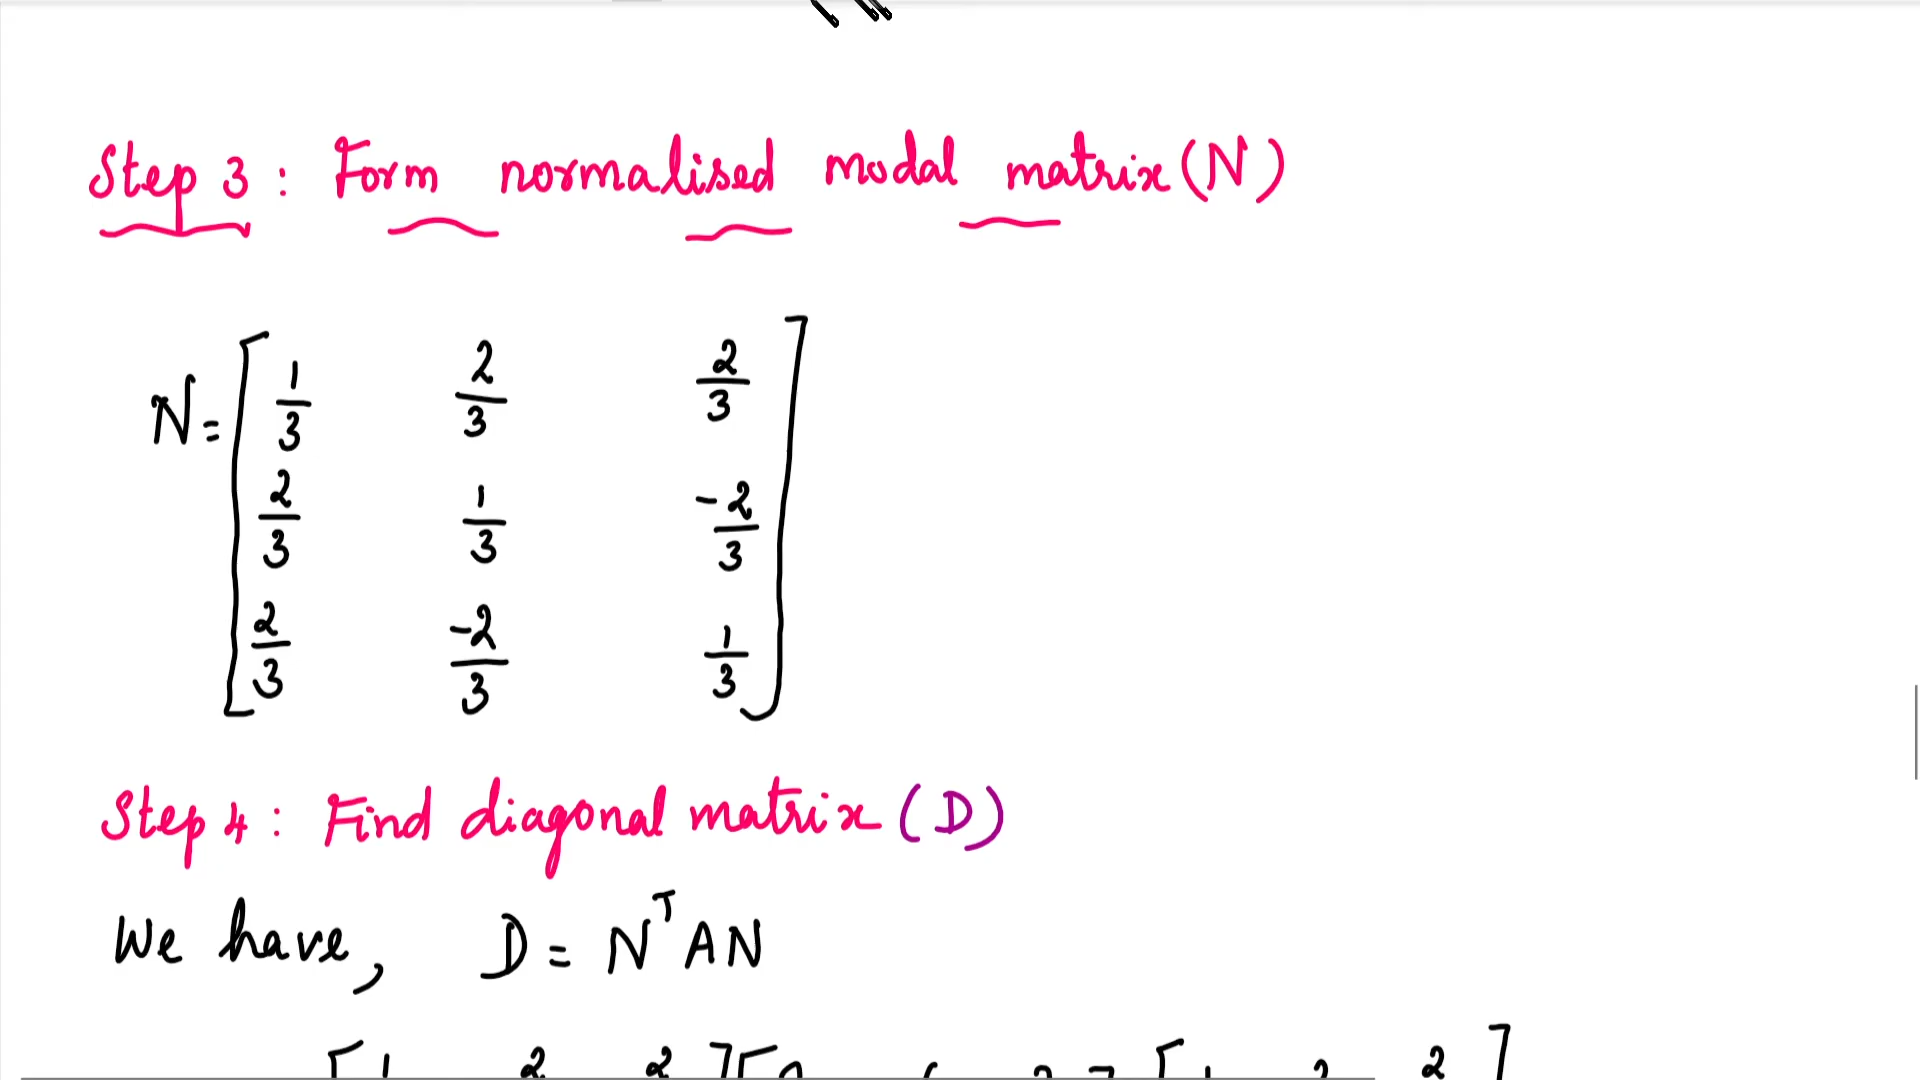 Step 3 : Form normalised modal matrix (N)
N = [ 1/3 2/3 2/3
2/3 1/3 -2/3
2/3 -2/3 1/3 ]
Step 4 : Find diagonal matrix (D)
We have, D = NᵀAN